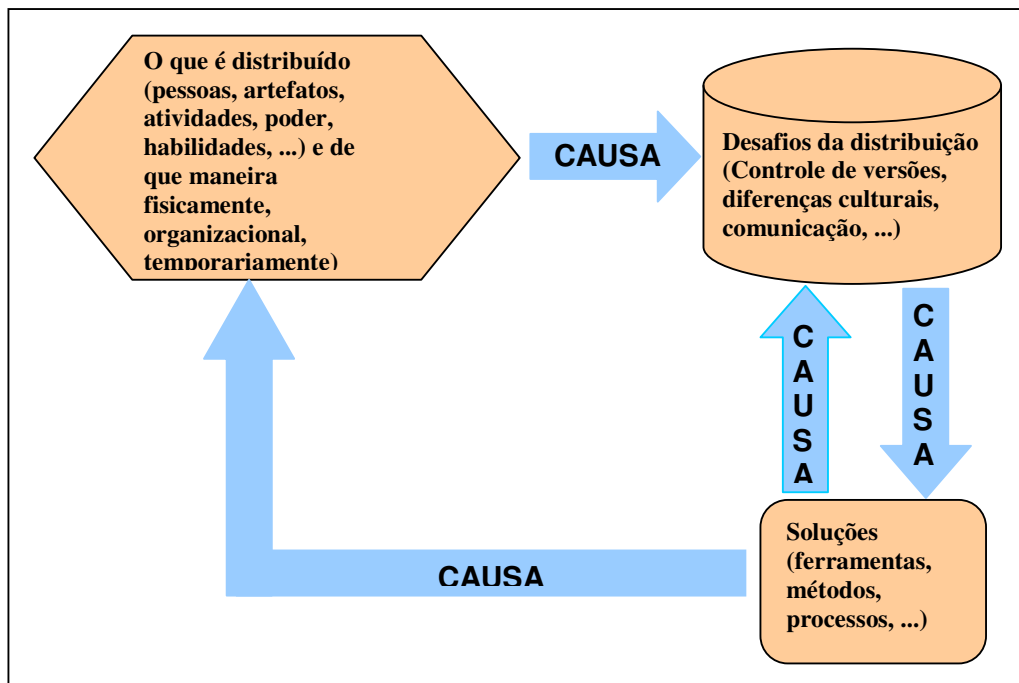 O que é distribuído
(pessoas, artefatos,
atividades, poder,
habilidades, ...) e de
que maneira
fisicamente,
organizacional,
temporariamente)
CAUSA
Desafios da distribuição
(Controle de versões,
diferenças culturais,
comunicação, ...)
C
A
U
S
A
C
A
U
S
A
Soluções
(ferramentas,
métodos,
processos, ...)
CAUSA